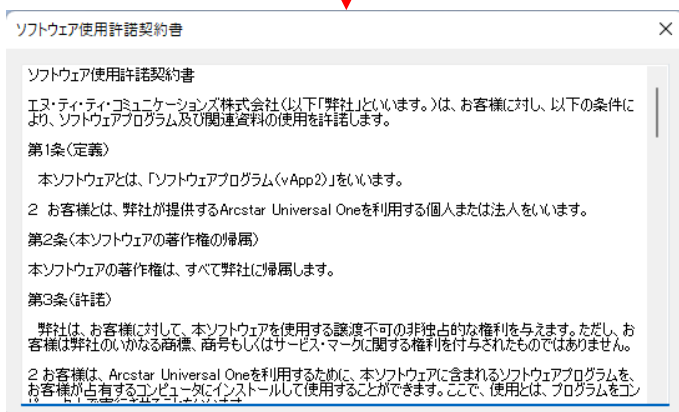 ソフトウェア使用許諾契約書
ソフトウェア使用許諾契約書
エヌ・ティ・ティ・コミュニケーションズ株式会社(以下「弊社」といいます。)は、お客様に対し、以下の条件に
より、ソフトウェアプログラム及び関連資料の使用を許諾します。
第1条(定義)
本ソフトウェアとは、「ソフトウェアプログラム(vApp2)」をいいます。
2 お客様とは、弊社が提供するArcstar Universal Oneを利用する個人または法人をいいます。
第2条(本ソフトウェアの著作権の帰属)
本ソフトウェアの著作権は、すべて弊社に帰属します。
第3条(許諾)
弊社は、お客様に対して、本ソフトウェアを使用する譲渡不可の非独占的な権利を与えます。ただし、お
客様は弊社のいかなる商標、商号もしくはサービス・マークに関する権利を付与されたものではありません。
2 お客様は、Arcstar Universal Oneを利用するために、本ソフトウェアに含まれるソフトウェアプログラムを、
お客様が占有するコンピュータにインストールして使用することができます。ここで、使用とは、プログラムをコン